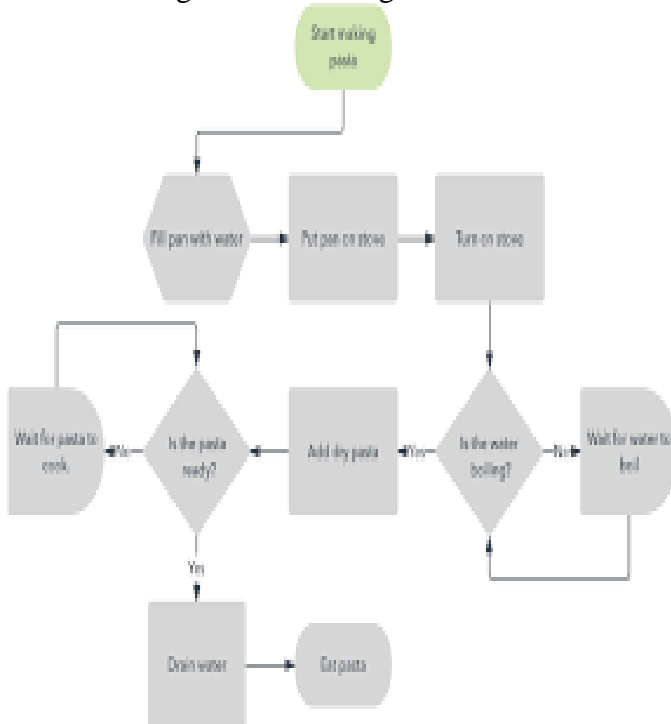 Start making
pasta
Fill pan with water
Put pan on stove
Turn on stove
Wait for pasta to
cook
No
Is the pasta
ready?
Add dry pasta
Yes
Is the water
boiling?
No
Wait for water to
boil
Yes
Drain water
Eat pasta